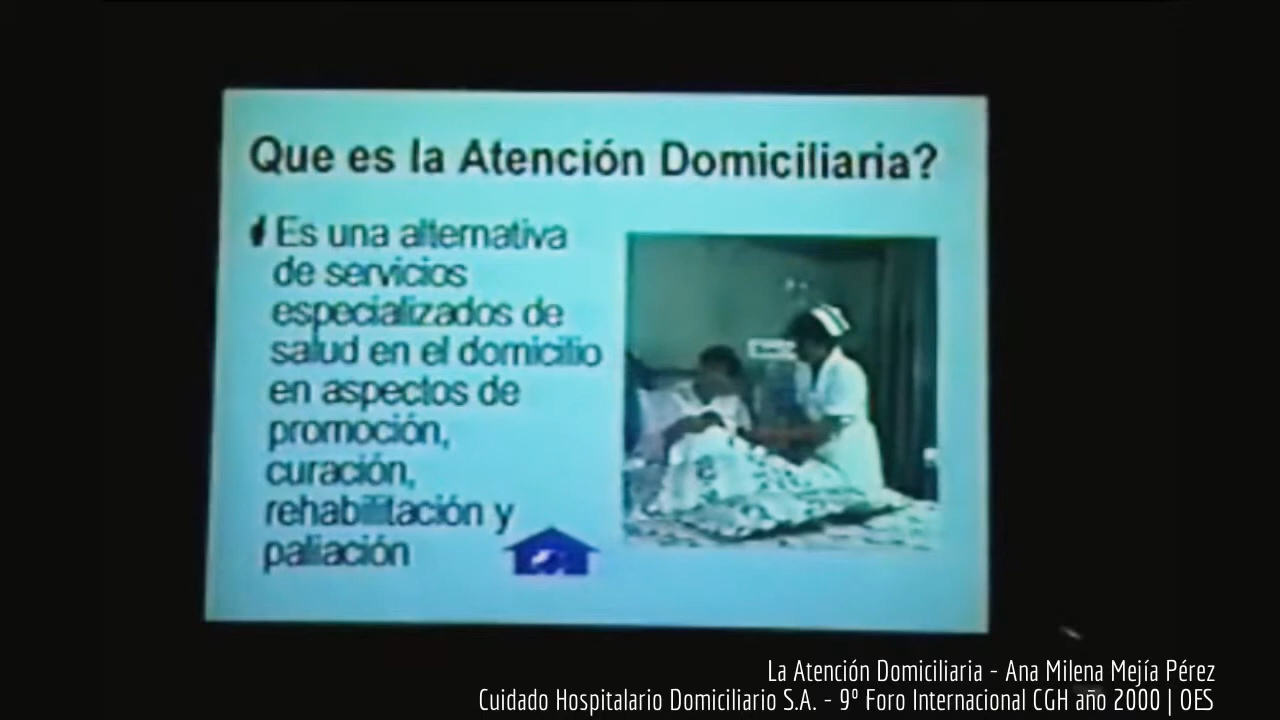 Que es la Atención Domiciliaria?
Es una alternativa
de servicios
especializados de
salud en el domicilio
en aspectos de
promoción,
curación,
rehabilitación y
paliación
La Atención Domiciliaria - Ana Milena Mejía Pérez
Cuidado Hospitalario Domiciliario S.A. - 9º Foro Internacional CGH año 2000 | OES